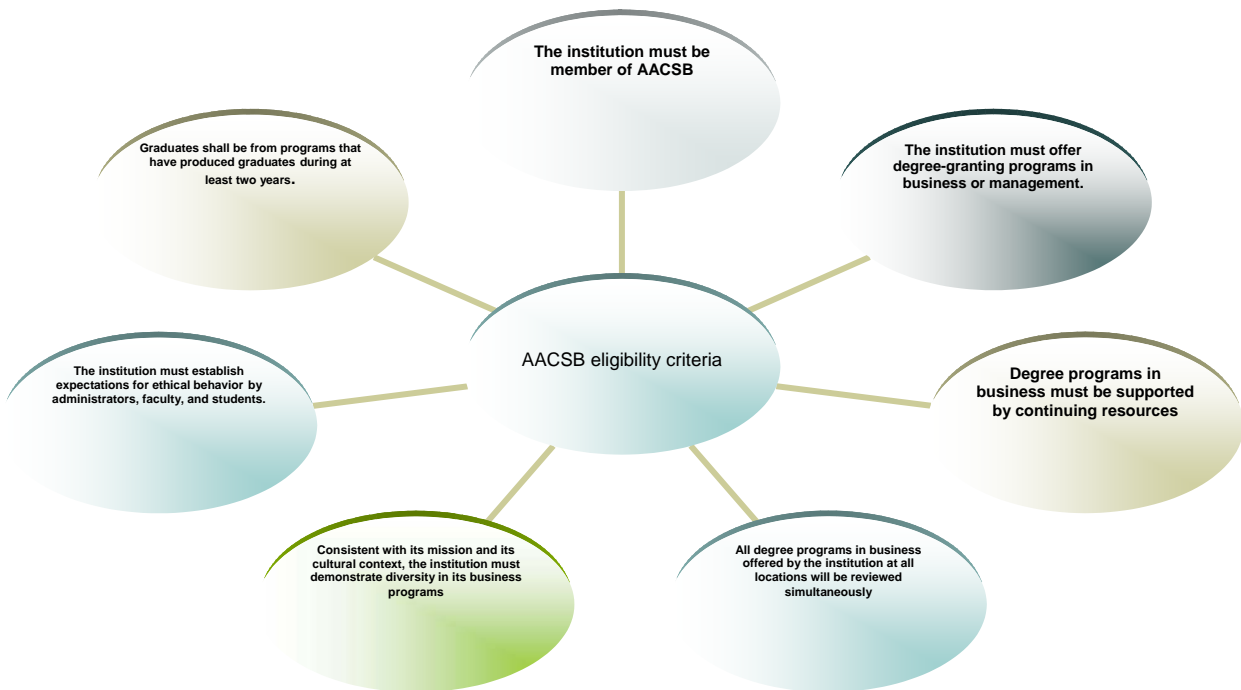 The institution must be
member of AACSB
Graduates shall be from programs that
have produced graduates during at
least two years.
The institution must offer
degree-granting programs in
business or management.
AACSB eligibility criteria
The institution must establish
expectations for ethical behavior by
administrators, faculty, and students.
Degree programs in
business must be supported
by continuing resources
Consistent with its mission and its
cultural context, the institution must
demonstrate diversity in its business
programs
All degree programs in business
offered by the institution at all
locations will be reviewed
simultaneously